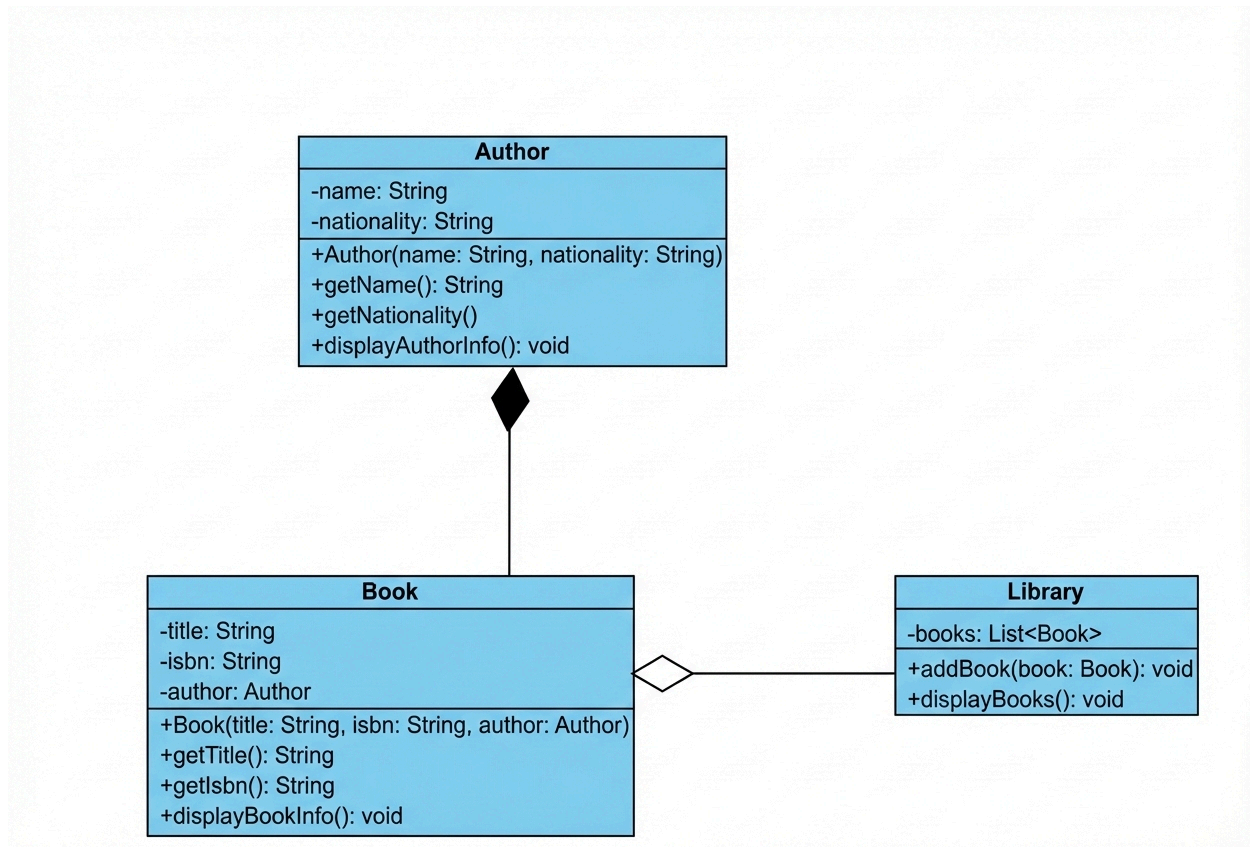 Author
-name: String
-nationality: String
+Author(name: String, nationality: String)
+getName(): String
+getNationality()
+displayAuthorInfo(): void
Book
-title: String
-isbn: String
-author: Author
+Book(title: String, isbn: String, author: Author)
+getTitle(): String
+getIsbn(): String
+displayBookInfo(): void
Library
-books: List<Book>
+addBook(book: Book): void
+displayBooks(): void